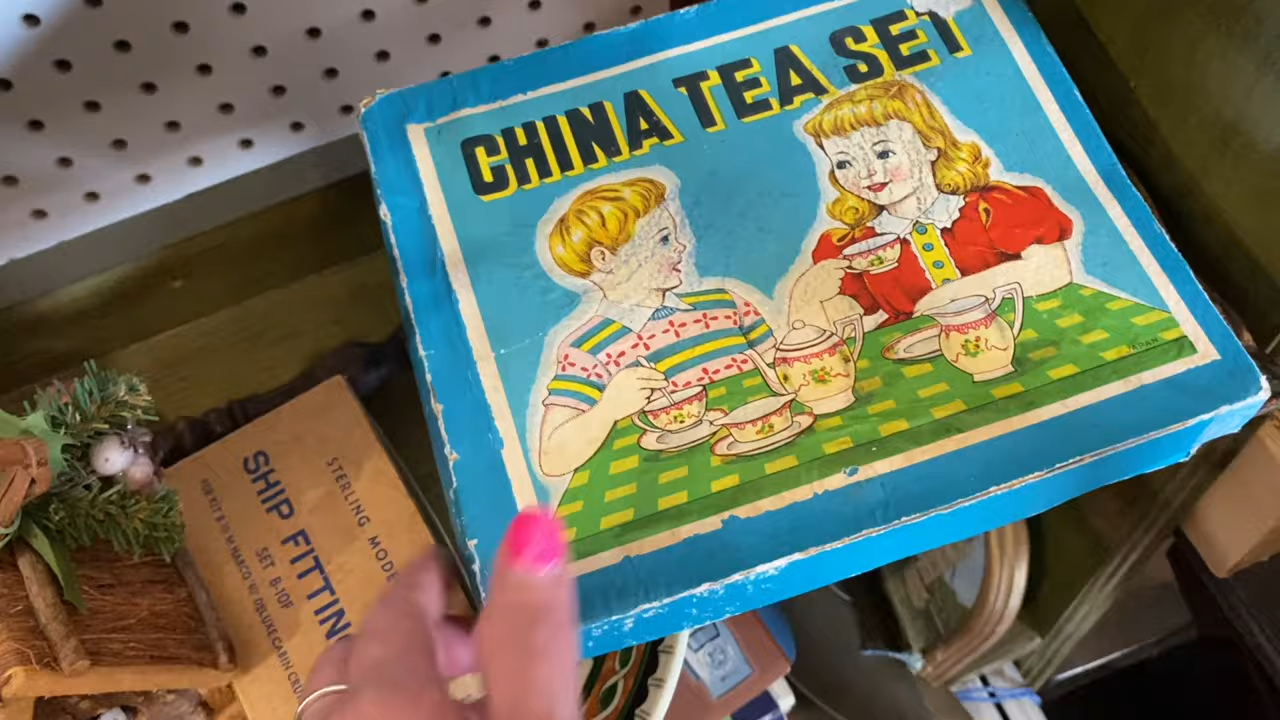 CHINA TEA SET
JAPAN
STERLING MODE
SHIP FITTIN
SET B-10F